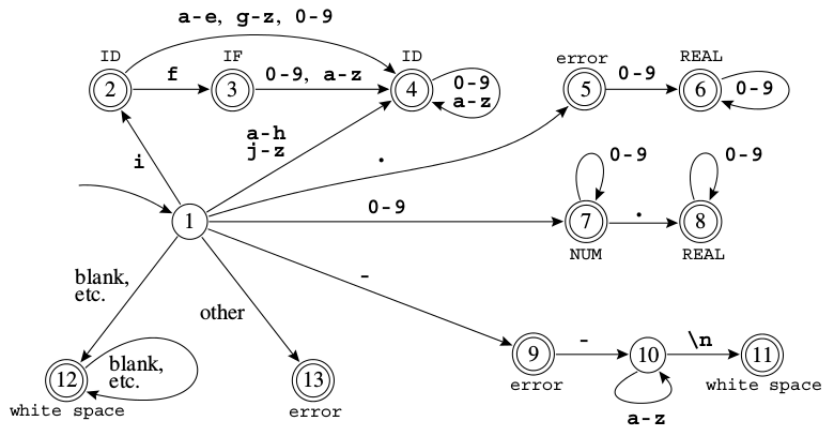 a-e, g-z, 0-9
ID IF ID error REAL
2 f 3 0-9, a-z 4 0-9 a-z 5 0-9 6 0-9
a-h
j-z
.
i
0-9 0-9
1 0-9 7 . 8
NUM REAL
blank,
etc.
-
other
blank,
etc.
12 13 9 - 10 \n 11
white space error error white space
a-z